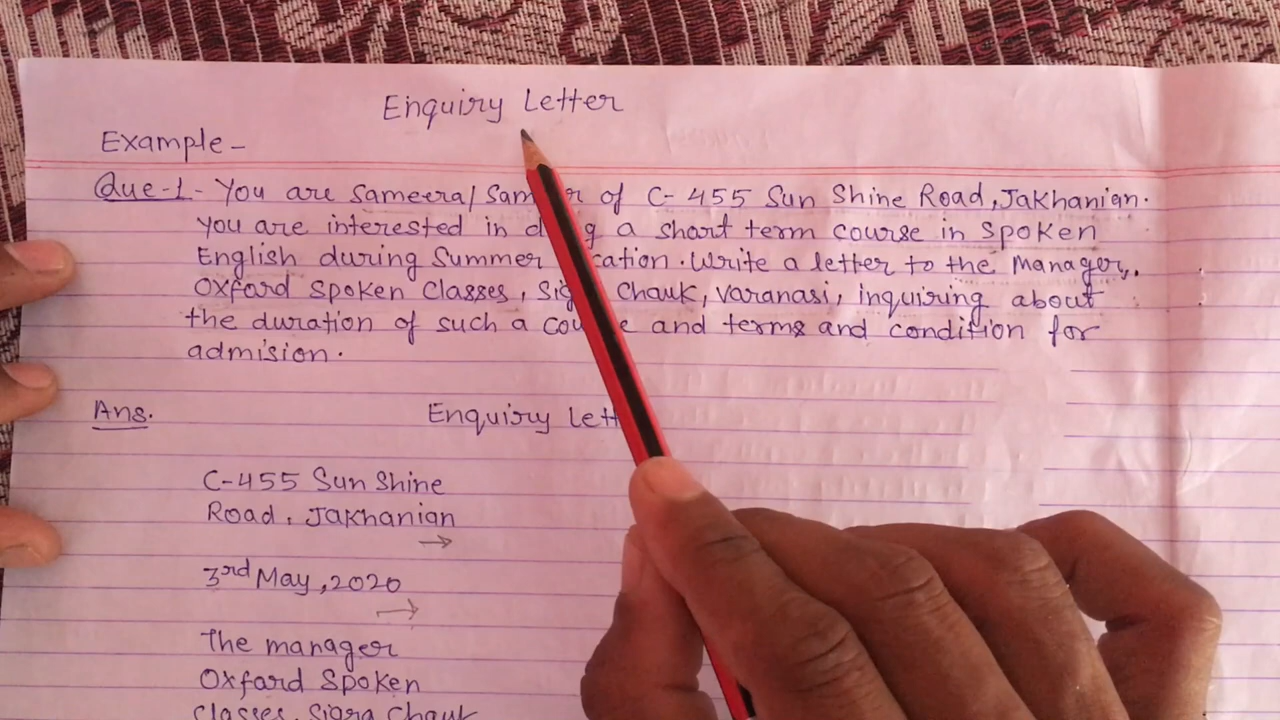 Enquiry Letter
Example -
Que-1 - You are Sameera/ of C-455 Sun Shine Road, Jakhanian.
you are interested in a short term course in Spoken
English during Summer . Write a letter to the Manager,.
Oxford Spoken Classes, Chauk, Varanasi, inquiring about
the duration of such a and terms and condition for
admision.
Ans.
Enquiry
C-455 Sun Shine
Road, Jakhanian
3rd May, 2020
The manager
Oxford Spoken
Classes, Sigra Chauk